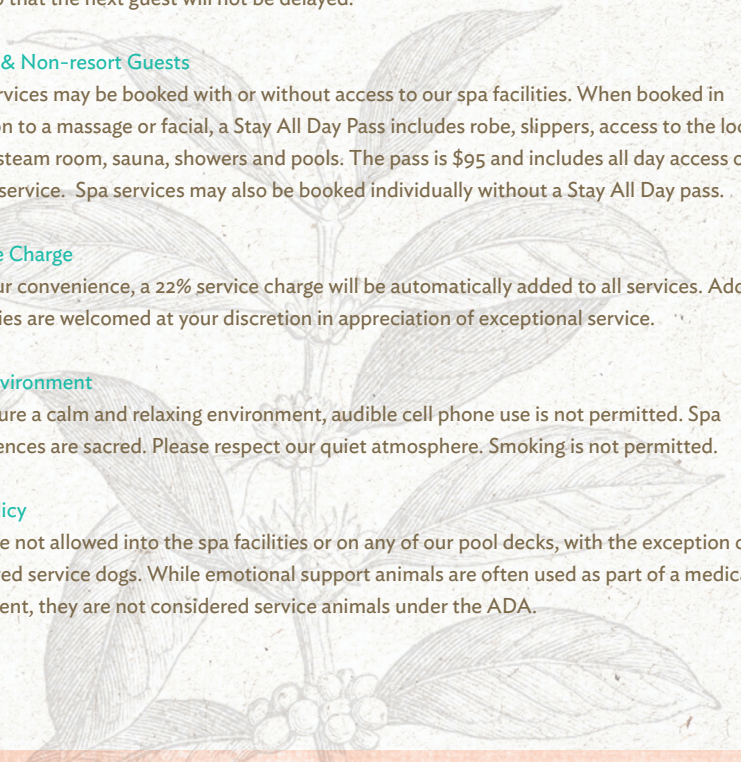 that the next guest will not be delayed.
& Non-resort Guests
may be booked with or without access to our spa facilities. When booked in
to a massage or facial, a Stay All Day Pass includes robe, slippers, access to the
steam room, sauna, showers and pools. The pass is $95 and includes all day access
service. Spa services may also be booked individually without a Stay All Day pass.
Charge
convenience, a 22% service charge will be automatically added to all services.
are welcomed at your discretion in appreciation of exceptional service.
vironment
a calm and relaxing environment, audible cell phone use is not permitted. Spa
ences are sacred. Please respect our quiet atmosphere. Smoking is not permitted.
icy
not allowed into the spa facilities or on any of our pool decks, with the exception
ed service dogs. While emotional support animals are often used as part of a
ent, they are not considered service animals under the ADA.